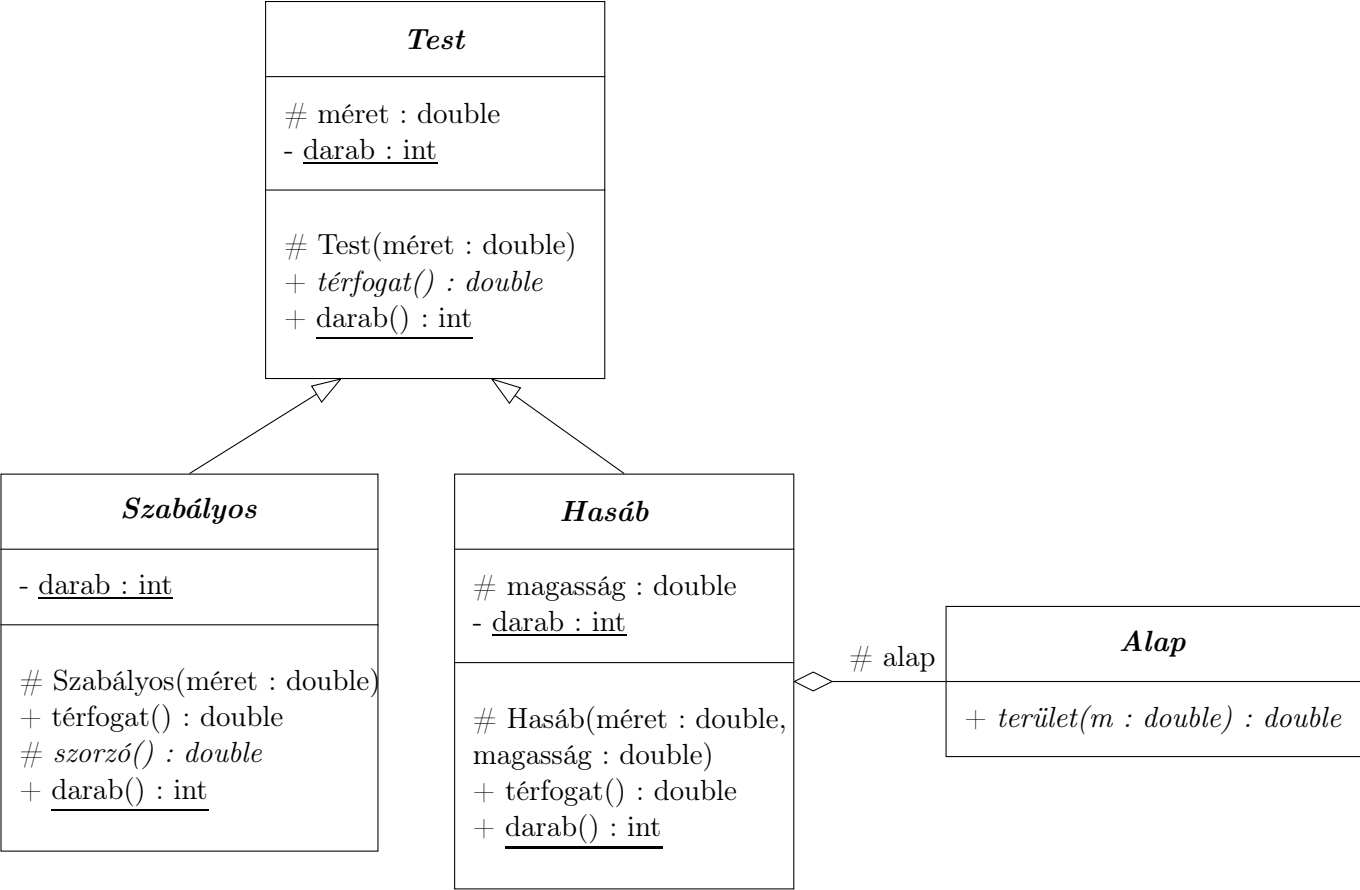 Test
# méret : double
- darab : int
# Test(méret : double)
+ térfogat() : double
+ darab() : int
Szabályos
- darab : int
# Szabályos(méret : double)
+ térfogat() : double
# szorzó() : double
+ darab() : int
Hasáb
# magasság : double
- darab : int
# Hasáb(méret : double,
magasság : double)
+ térfogat() : double
+ darab() : int
# alap
Alap
+ terület(m : double) : double